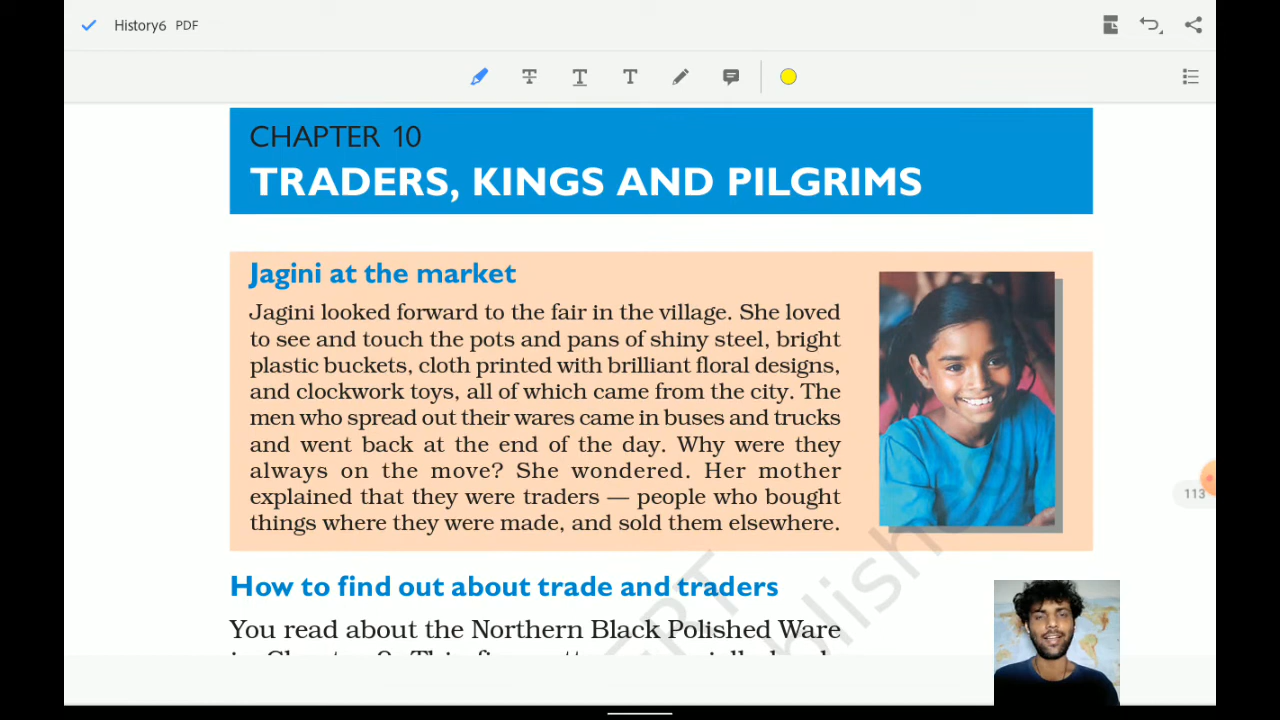 History6 PDF
CHAPTER 10
TRADERS, KINGS AND PILGRIMS
Jagini at the market
Jagini looked forward to the fair in the village. She loved
to see and touch the pots and pans of shiny steel, bright
plastic buckets, cloth printed with brilliant floral designs,
and clockwork toys, all of which came from the city. The
men who spread out their wares came in buses and trucks
and went back at the end of the day. Why were they
always on the move? She wondered. Her mother
explained that they were traders — people who bought
things where they were made, and sold them elsewhere.
113
How to find out about trade and traders
You read about the Northern Black Polished Ware